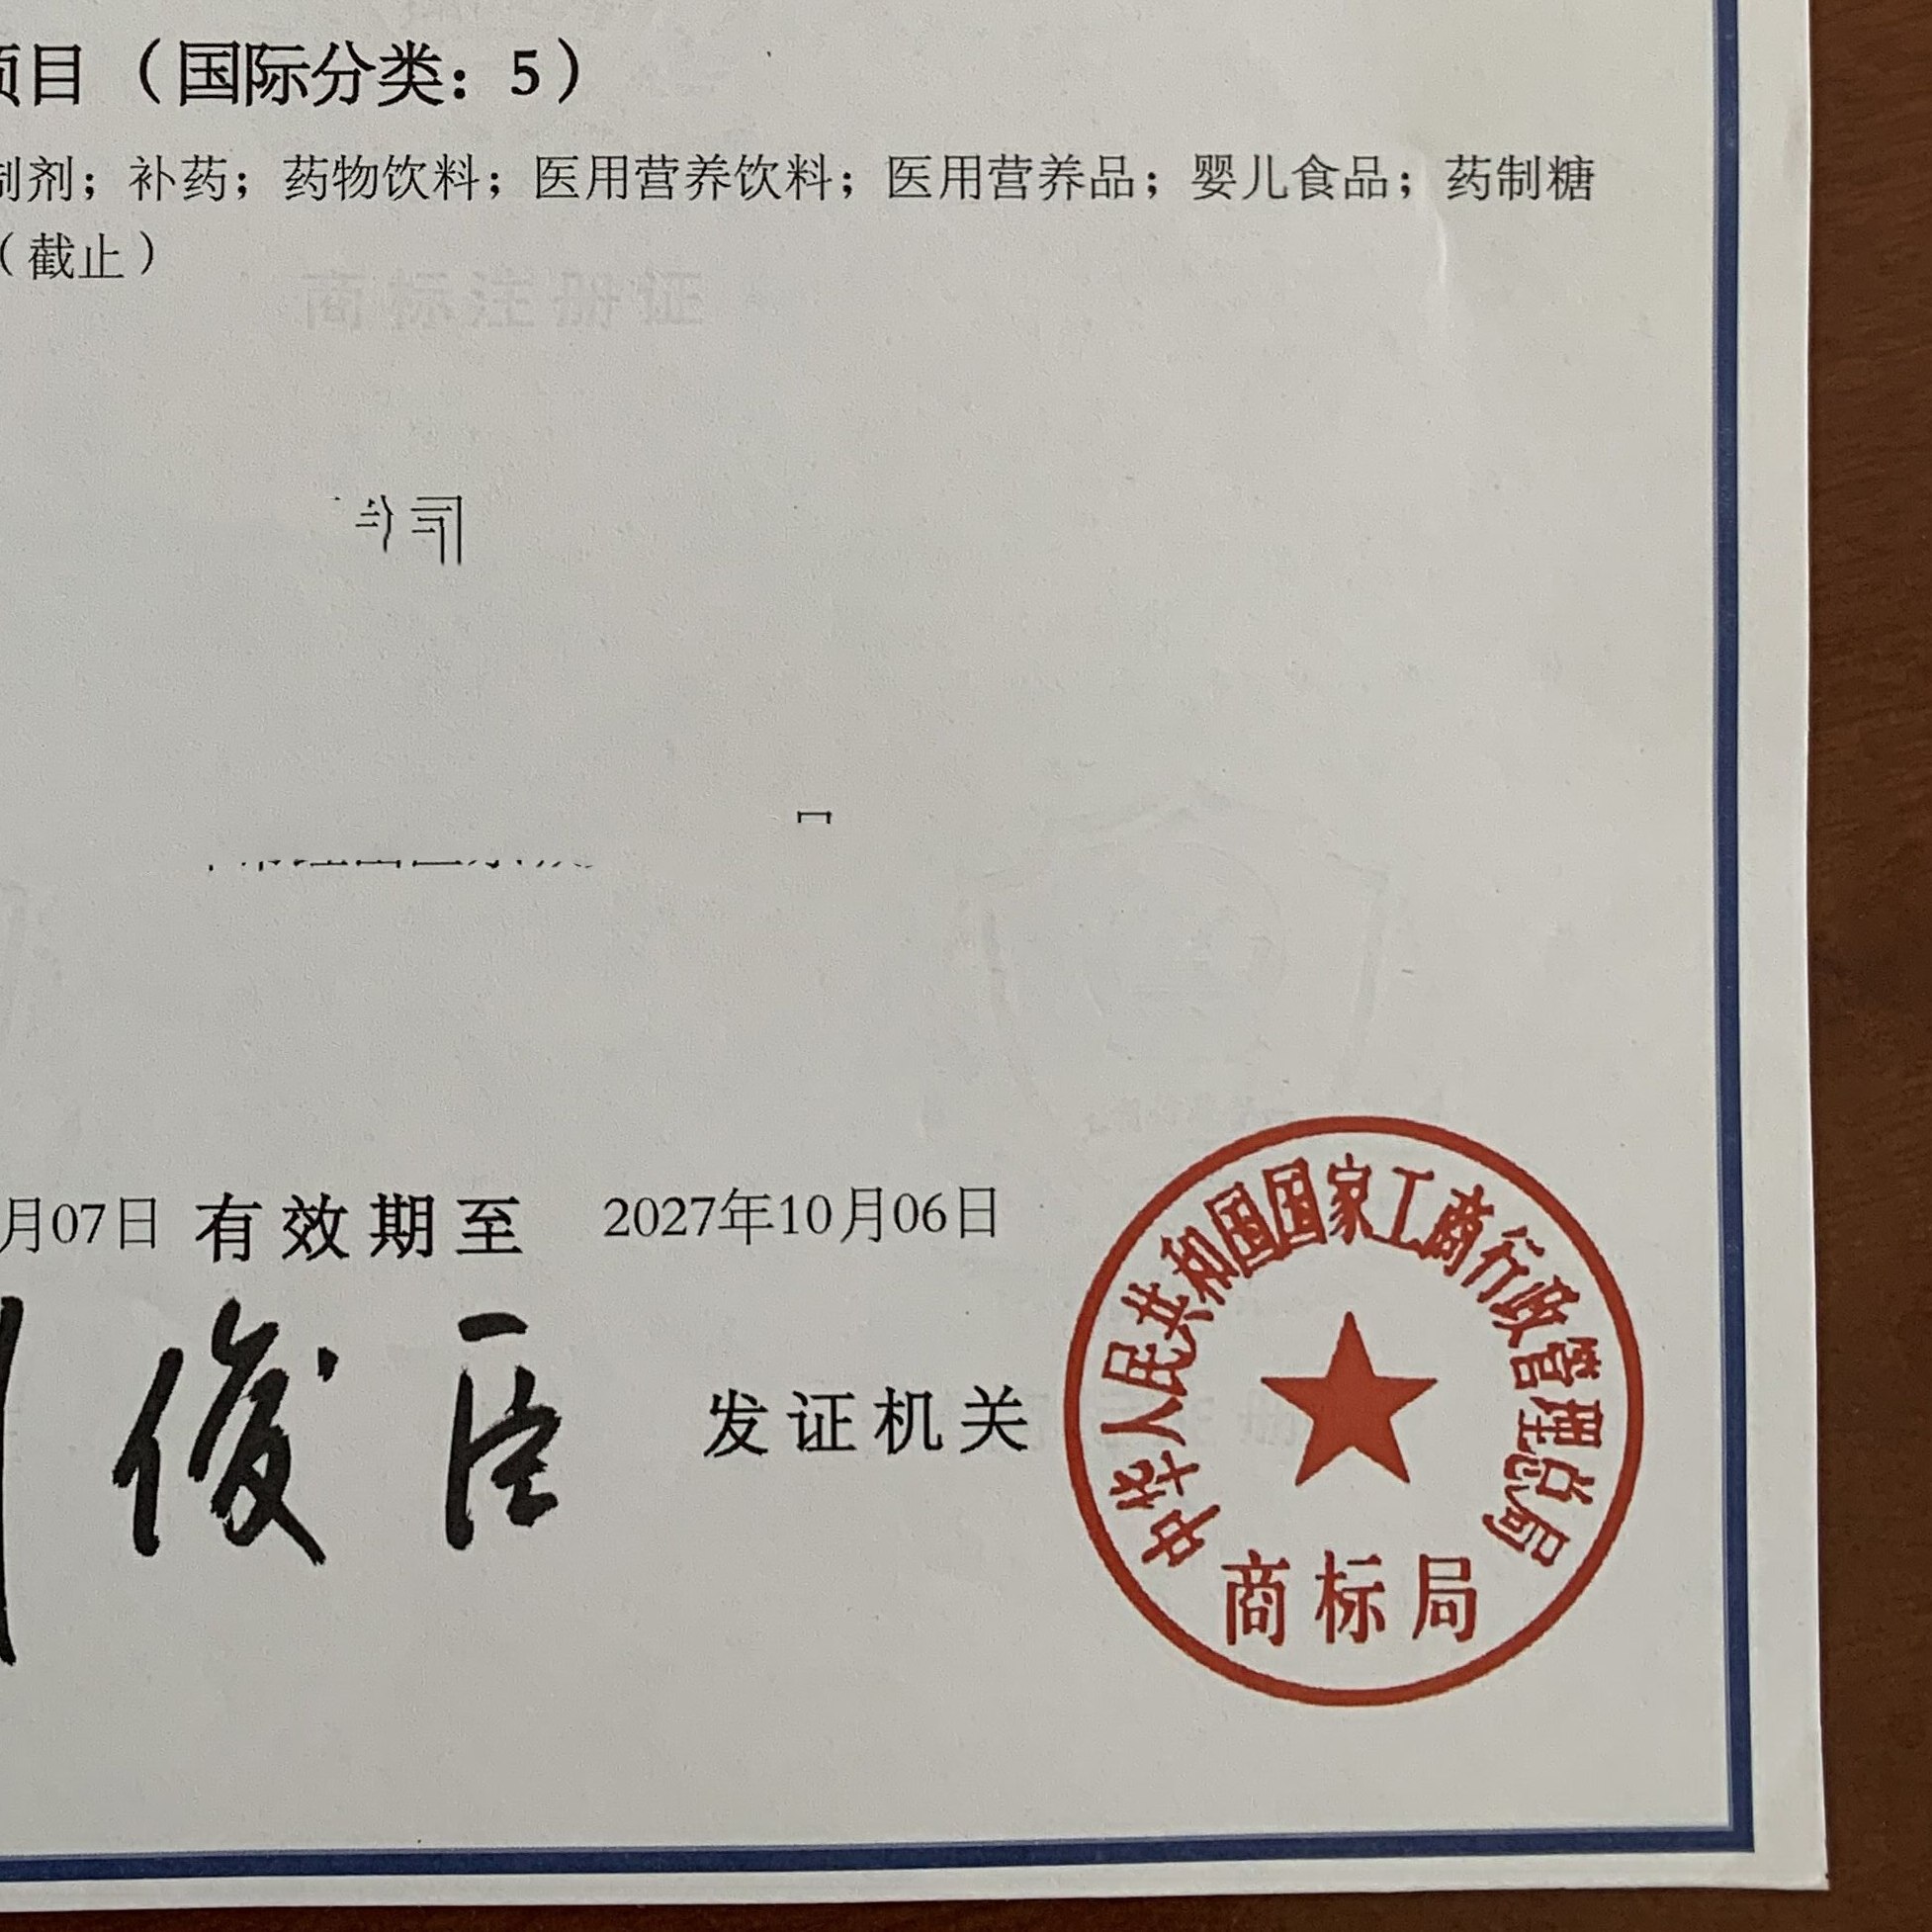 项目（国际分类：5）
制剂；补药；药物饮料；医用营养饮料；医用营养品；婴儿食品；药制糖
（截止）
商标注册证
司
月07日 有效期至 2027年10月06日
俊臣
发证机关
中华人民共和国国家工商行政管理总局
商标局